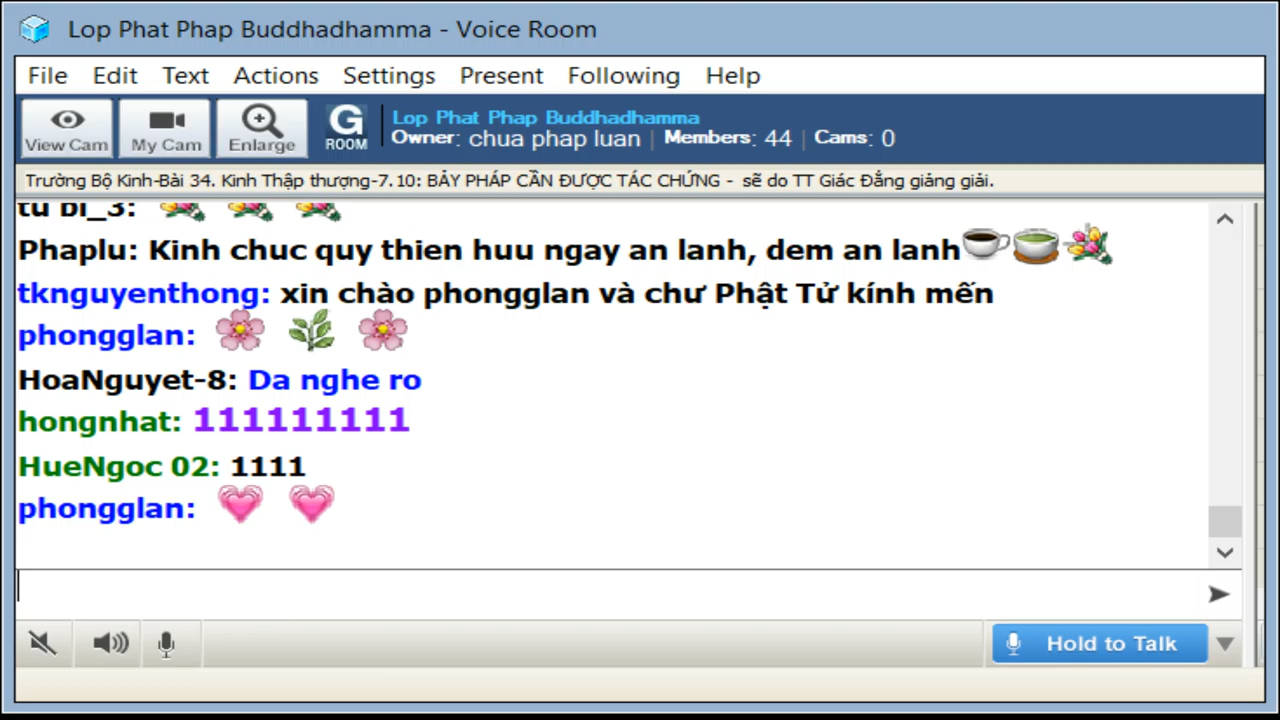 Lop Phat Phap Buddhadhamma - Voice Room
File Edit Text Actions Settings Present Following Help
View Cam My Cam Enlarge G ROOM
Lop Phat Phap Buddhadhamma
Owner: chua phap luan | Members: 44 | Cams: 0
Trường Bộ Kinh-Bài 34. Kinh Thập thượng-7.10: BẢY PHÁP CẦN ĐƯỢC TÁC CHỨNG - sẽ do TT Giác Đẳng giảng giải.
tu bi_3:
Phaplu: Kinh chuc quy thien huu ngay an lanh, dem an lanh
tknguyenthong: xin chào phongglan và chư Phật Tử kính mến
phongglan:
HoaNguyet-8: Da nghe ro
hongnhat: 111111111
HueNgoc 02: 1111
phongglan:
Hold to Talk